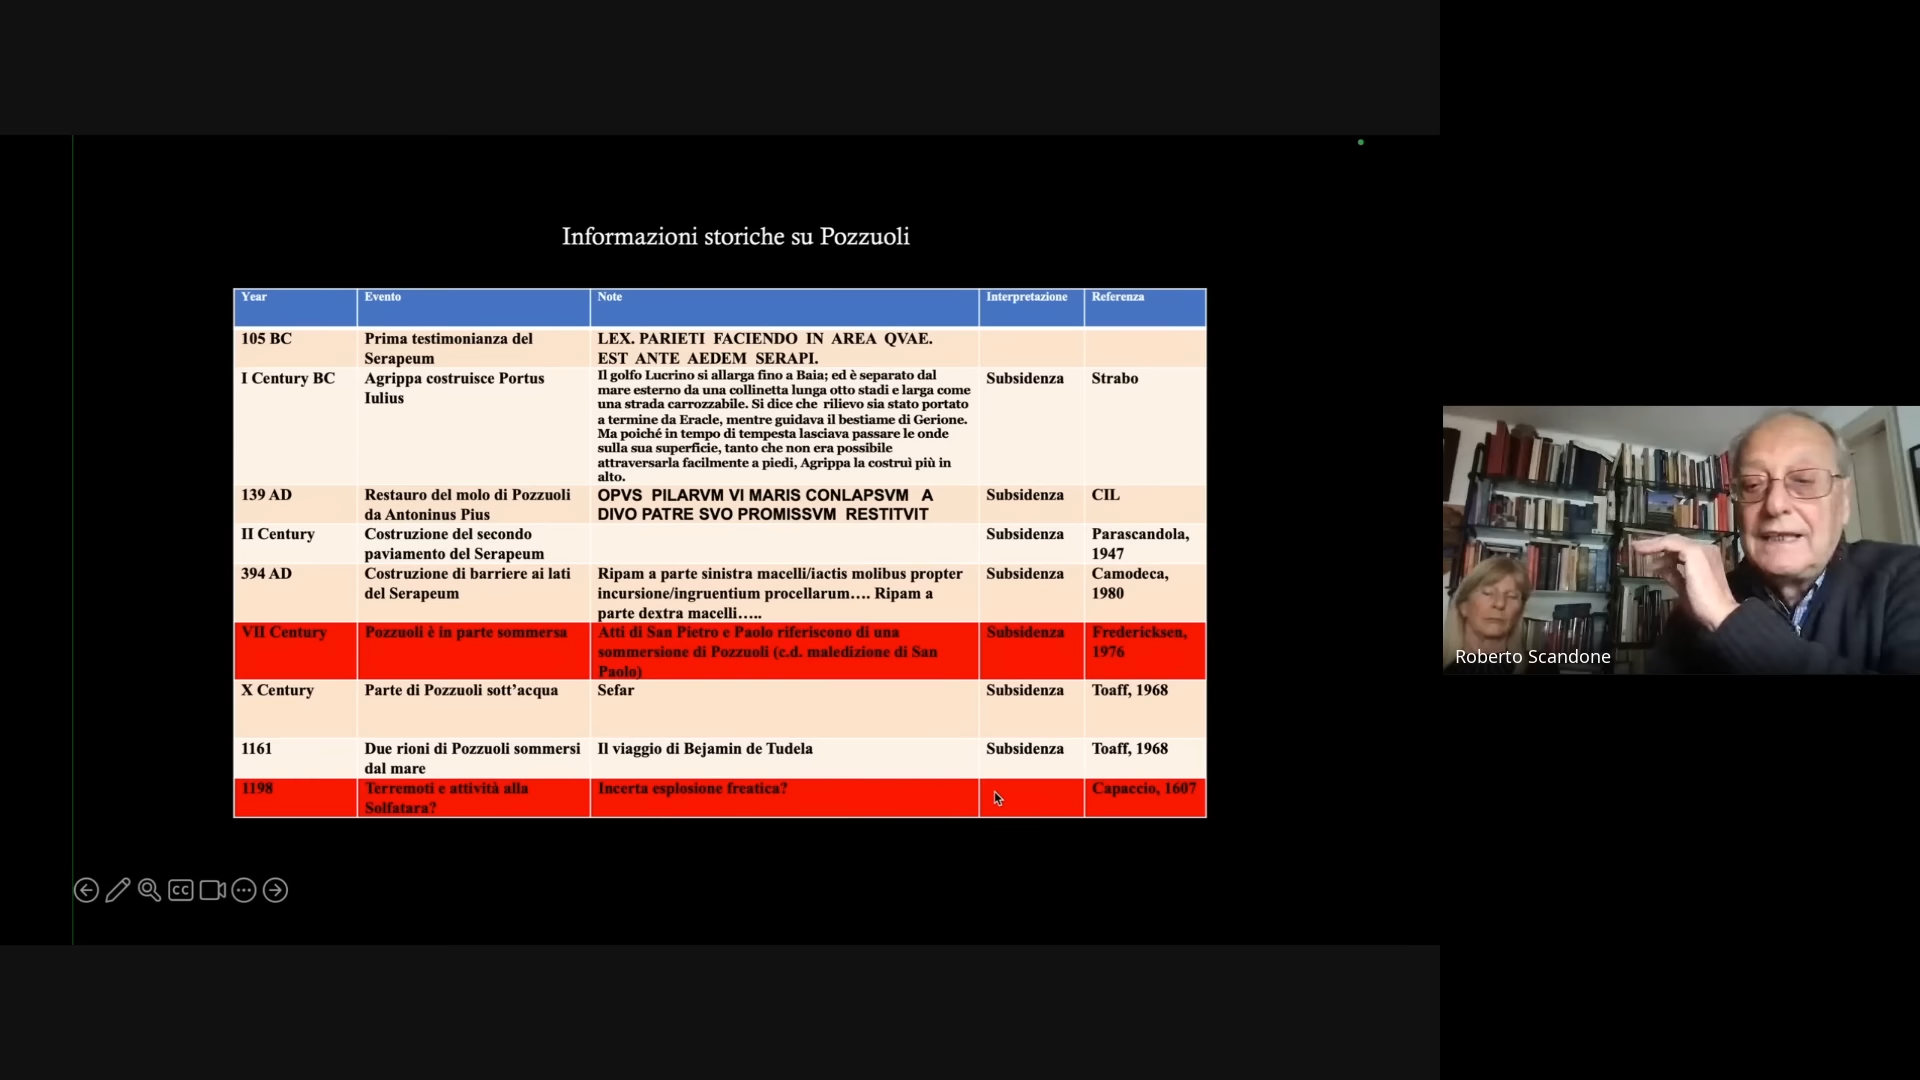 Informazioni storiche su Pozzuoli
Year Evento Note Interpretazione Referenza
105 BC Prima testimonianza del LEX. PARIETI FACIENDO IN AREA QVAE.
Serapeum EST ANTE AEDEM SERAPI.
I Century BC Agrippa costruisce Portus Il golfo Lucrino si allarga fino a Baia; ed è separato dal Subsidenza Strabo
Iulius mare esterno da una collinetta lunga otto stadi e larga come
una strada carrozzabile. Si dice che rilievo sia stato portato
a termine da Eracle, mentre guidava il bestiame di Gerione.
Ma poiché in tempo di tempesta lasciava passare le onde
sulla sua superficie, tanto che non era possibile
attraversarla facilmente a piedi, Agrippa la costruì più in
alto.
139 AD Restauro del molo di Pozzuoli OPVS PILARVM VI MARIS CONLAPSVM A Subsidenza CIL
da Antoninus Pius DIVO PATRE SVO PROMISSVM RESTITVIT
II Century Costruzione del secondo Subsidenza Parascandola,
paviamento del Serapeum 1947
394 AD Costruzione di barriere ai lati Ripam a parte sinistra macelli/iactis molibus propter Subsidenza Camodeca,
del Serapeum incursione/ingruentium procellarum…. Ripam a 1980
parte dextra macelli…..
VII Century Pozzuoli è in parte sommersa Atti di San Pietro e Paolo riferiscono di una Subsidenza Fredericksen,
sommersione di Pozzuoli (c.d. maledizione di San 1976
Paolo)
X Century Parte di Pozzuoli sott'acqua Sefar Subsidenza Toaff, 1968
1161 Due rioni di Pozzuoli sommersi Il viaggio di Bejamin de Tudela Subsidenza Toaff, 1968
dal mare
1198 Terremoti e attività alla Incerta esplosione freatica? Capaccio, 1607
Solfatara?
CC
Roberto Scandone